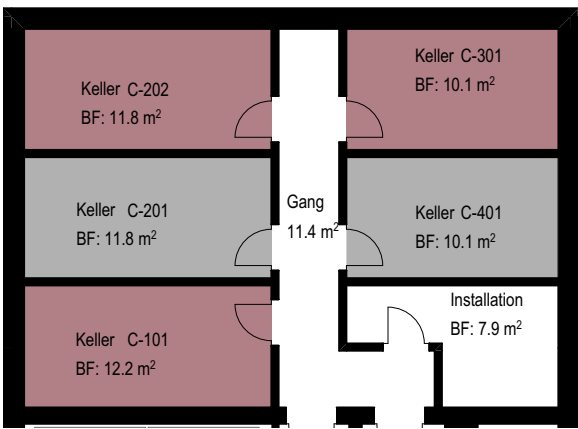 Keller C-202
BF: 11.8 m²
Keller C-301
BF: 10.1 m²
Keller C-201
BF: 11.8 m²
Gang
11.4 m²
Keller C-401
BF: 10.1 m²
Keller C-101
BF: 12.2 m²
Installation
BF: 7.9 m²